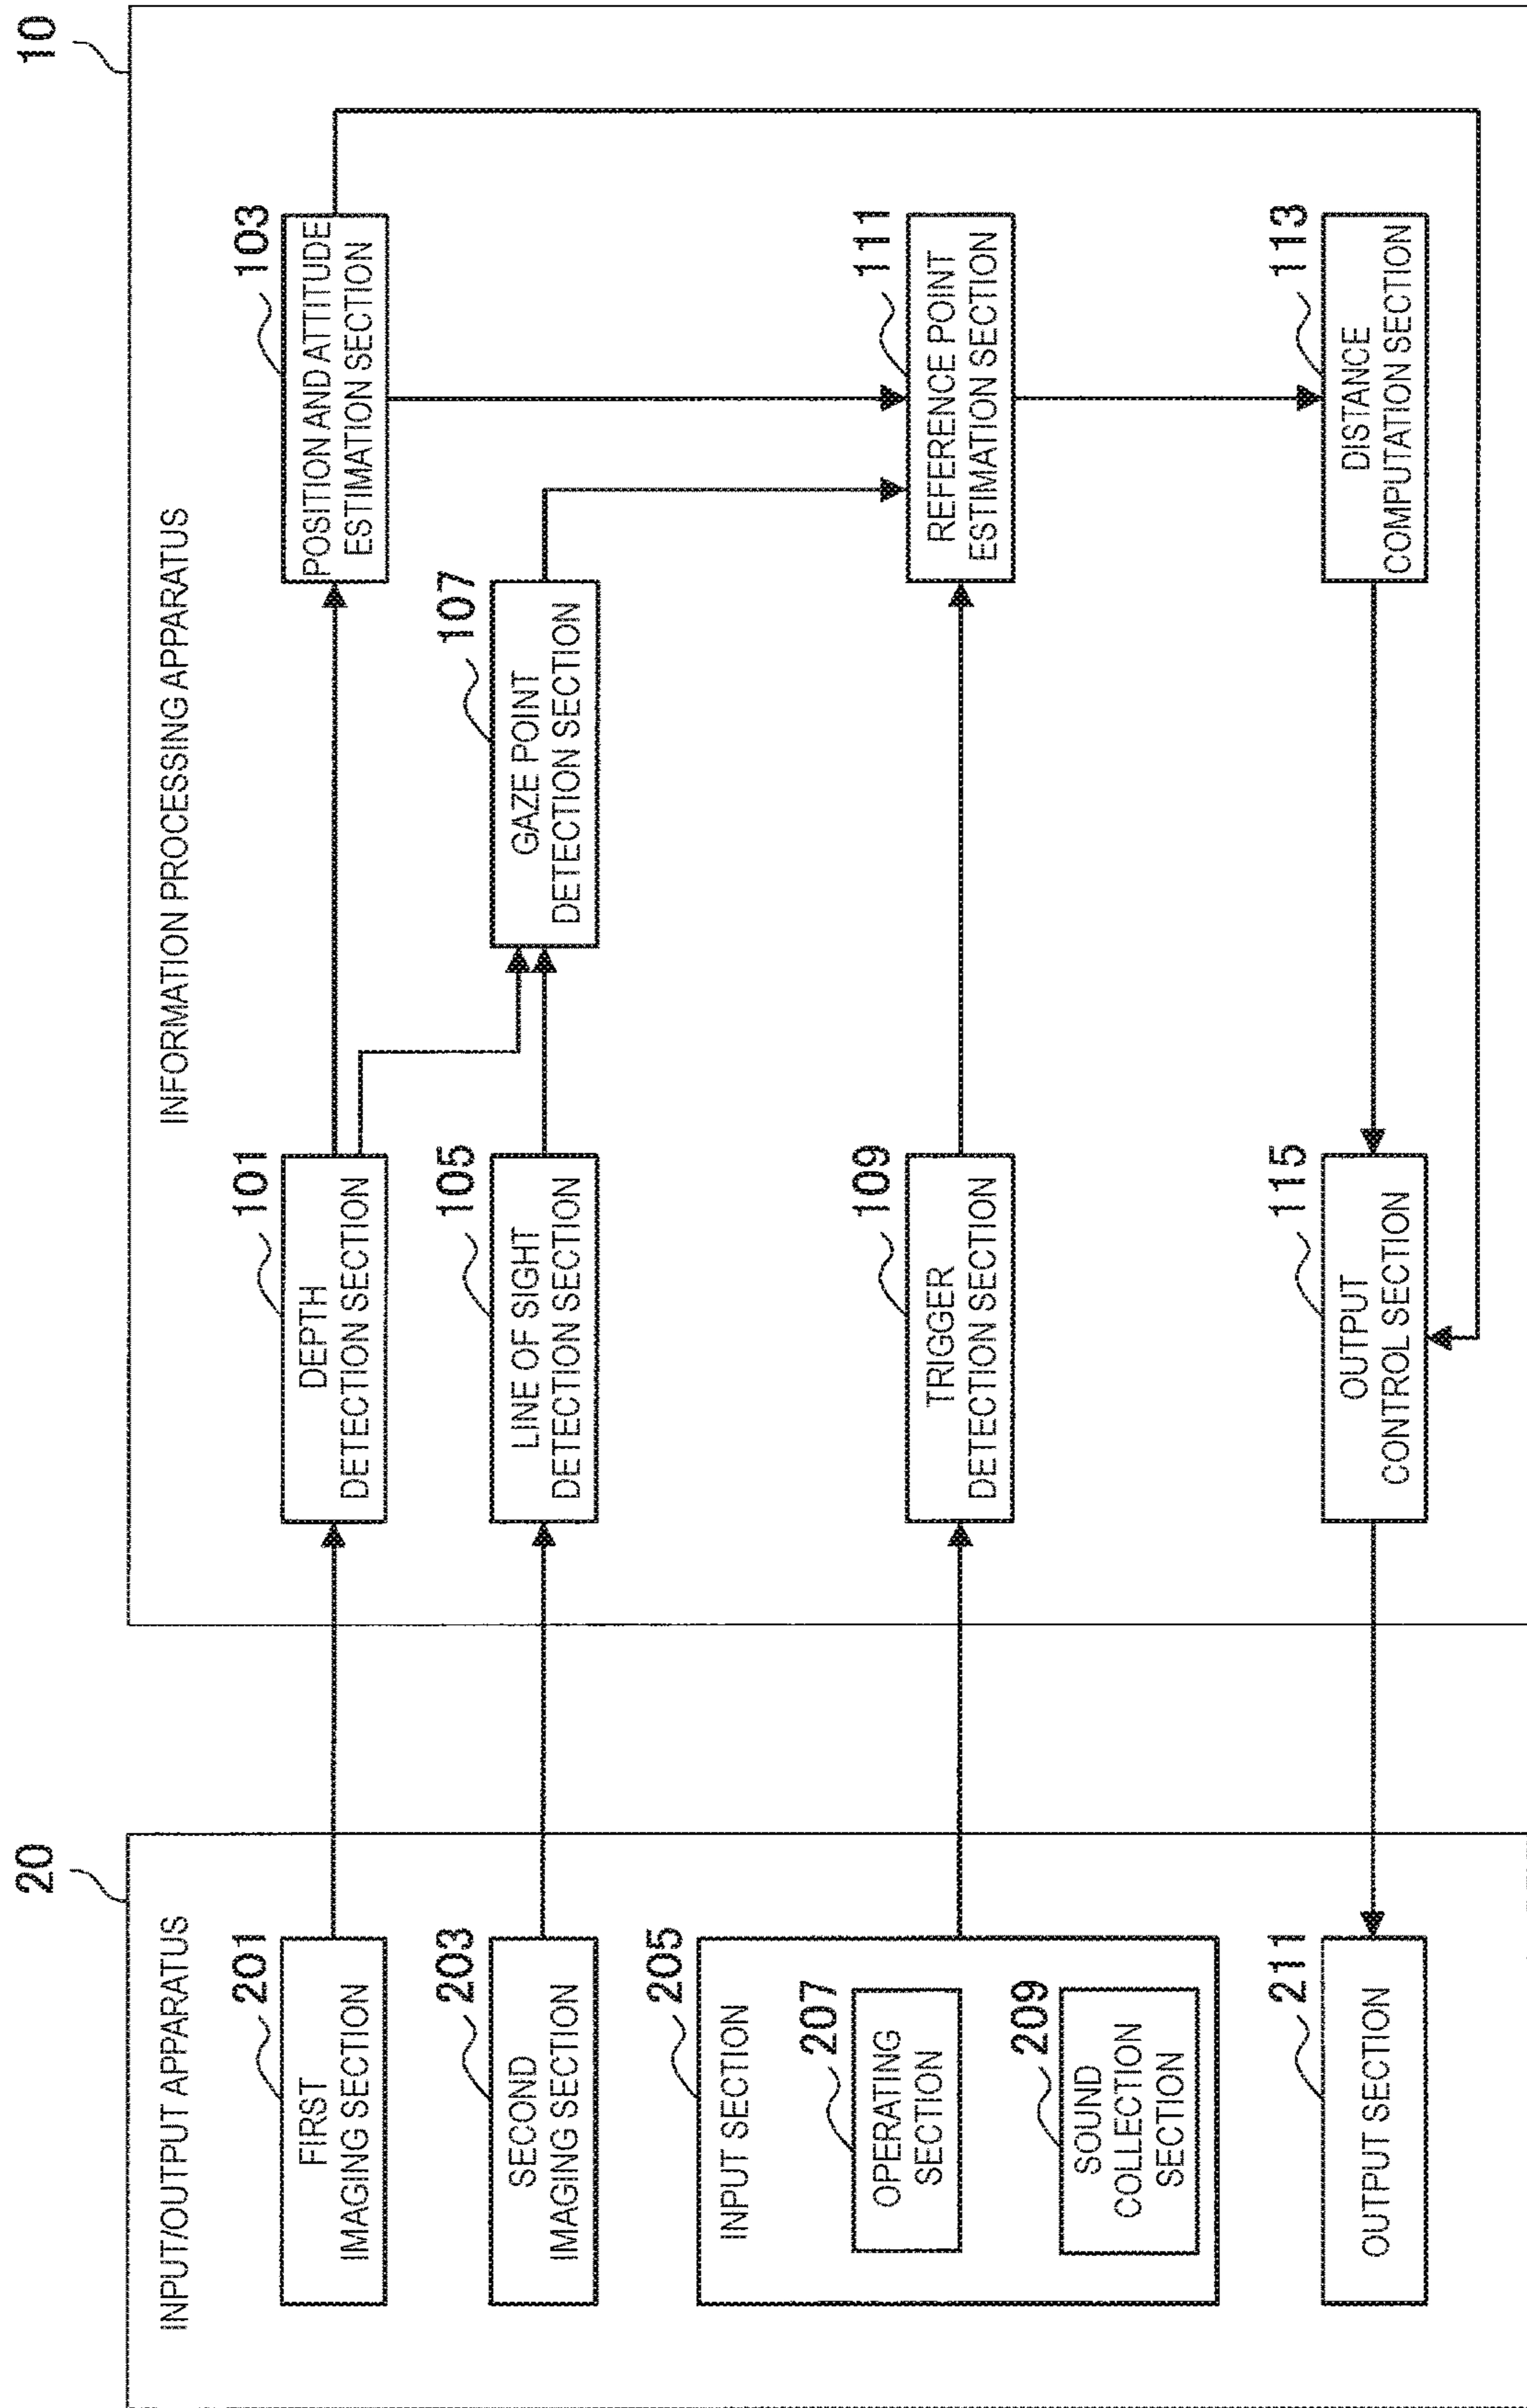 20
INPUT/OUTPUT APPARATUS
201
FIRST
IMAGING SECTION
203
SECOND
IMAGING SECTION
205
INPUT SECTION
207
OPERATING
SECTION
209
SOUND
COLLECTION
SECTION
211
OUTPUT SECTION
10
INFORMATION PROCESSING APPARATUS
101
DEPTH
DETECTION SECTION
103
POSITION AND ATTITUDE
ESTIMATION SECTION
105
LINE OF SIGHT
DETECTION SECTION
107
GAZE POINT
DETECTION SECTION
109
TRIGGER
DETECTION SECTION
111
REFERENCE POINT
ESTIMATION SECTION
115
OUTPUT
CONTROL SECTION
113
DISTANCE
COMPUTATION SECTION